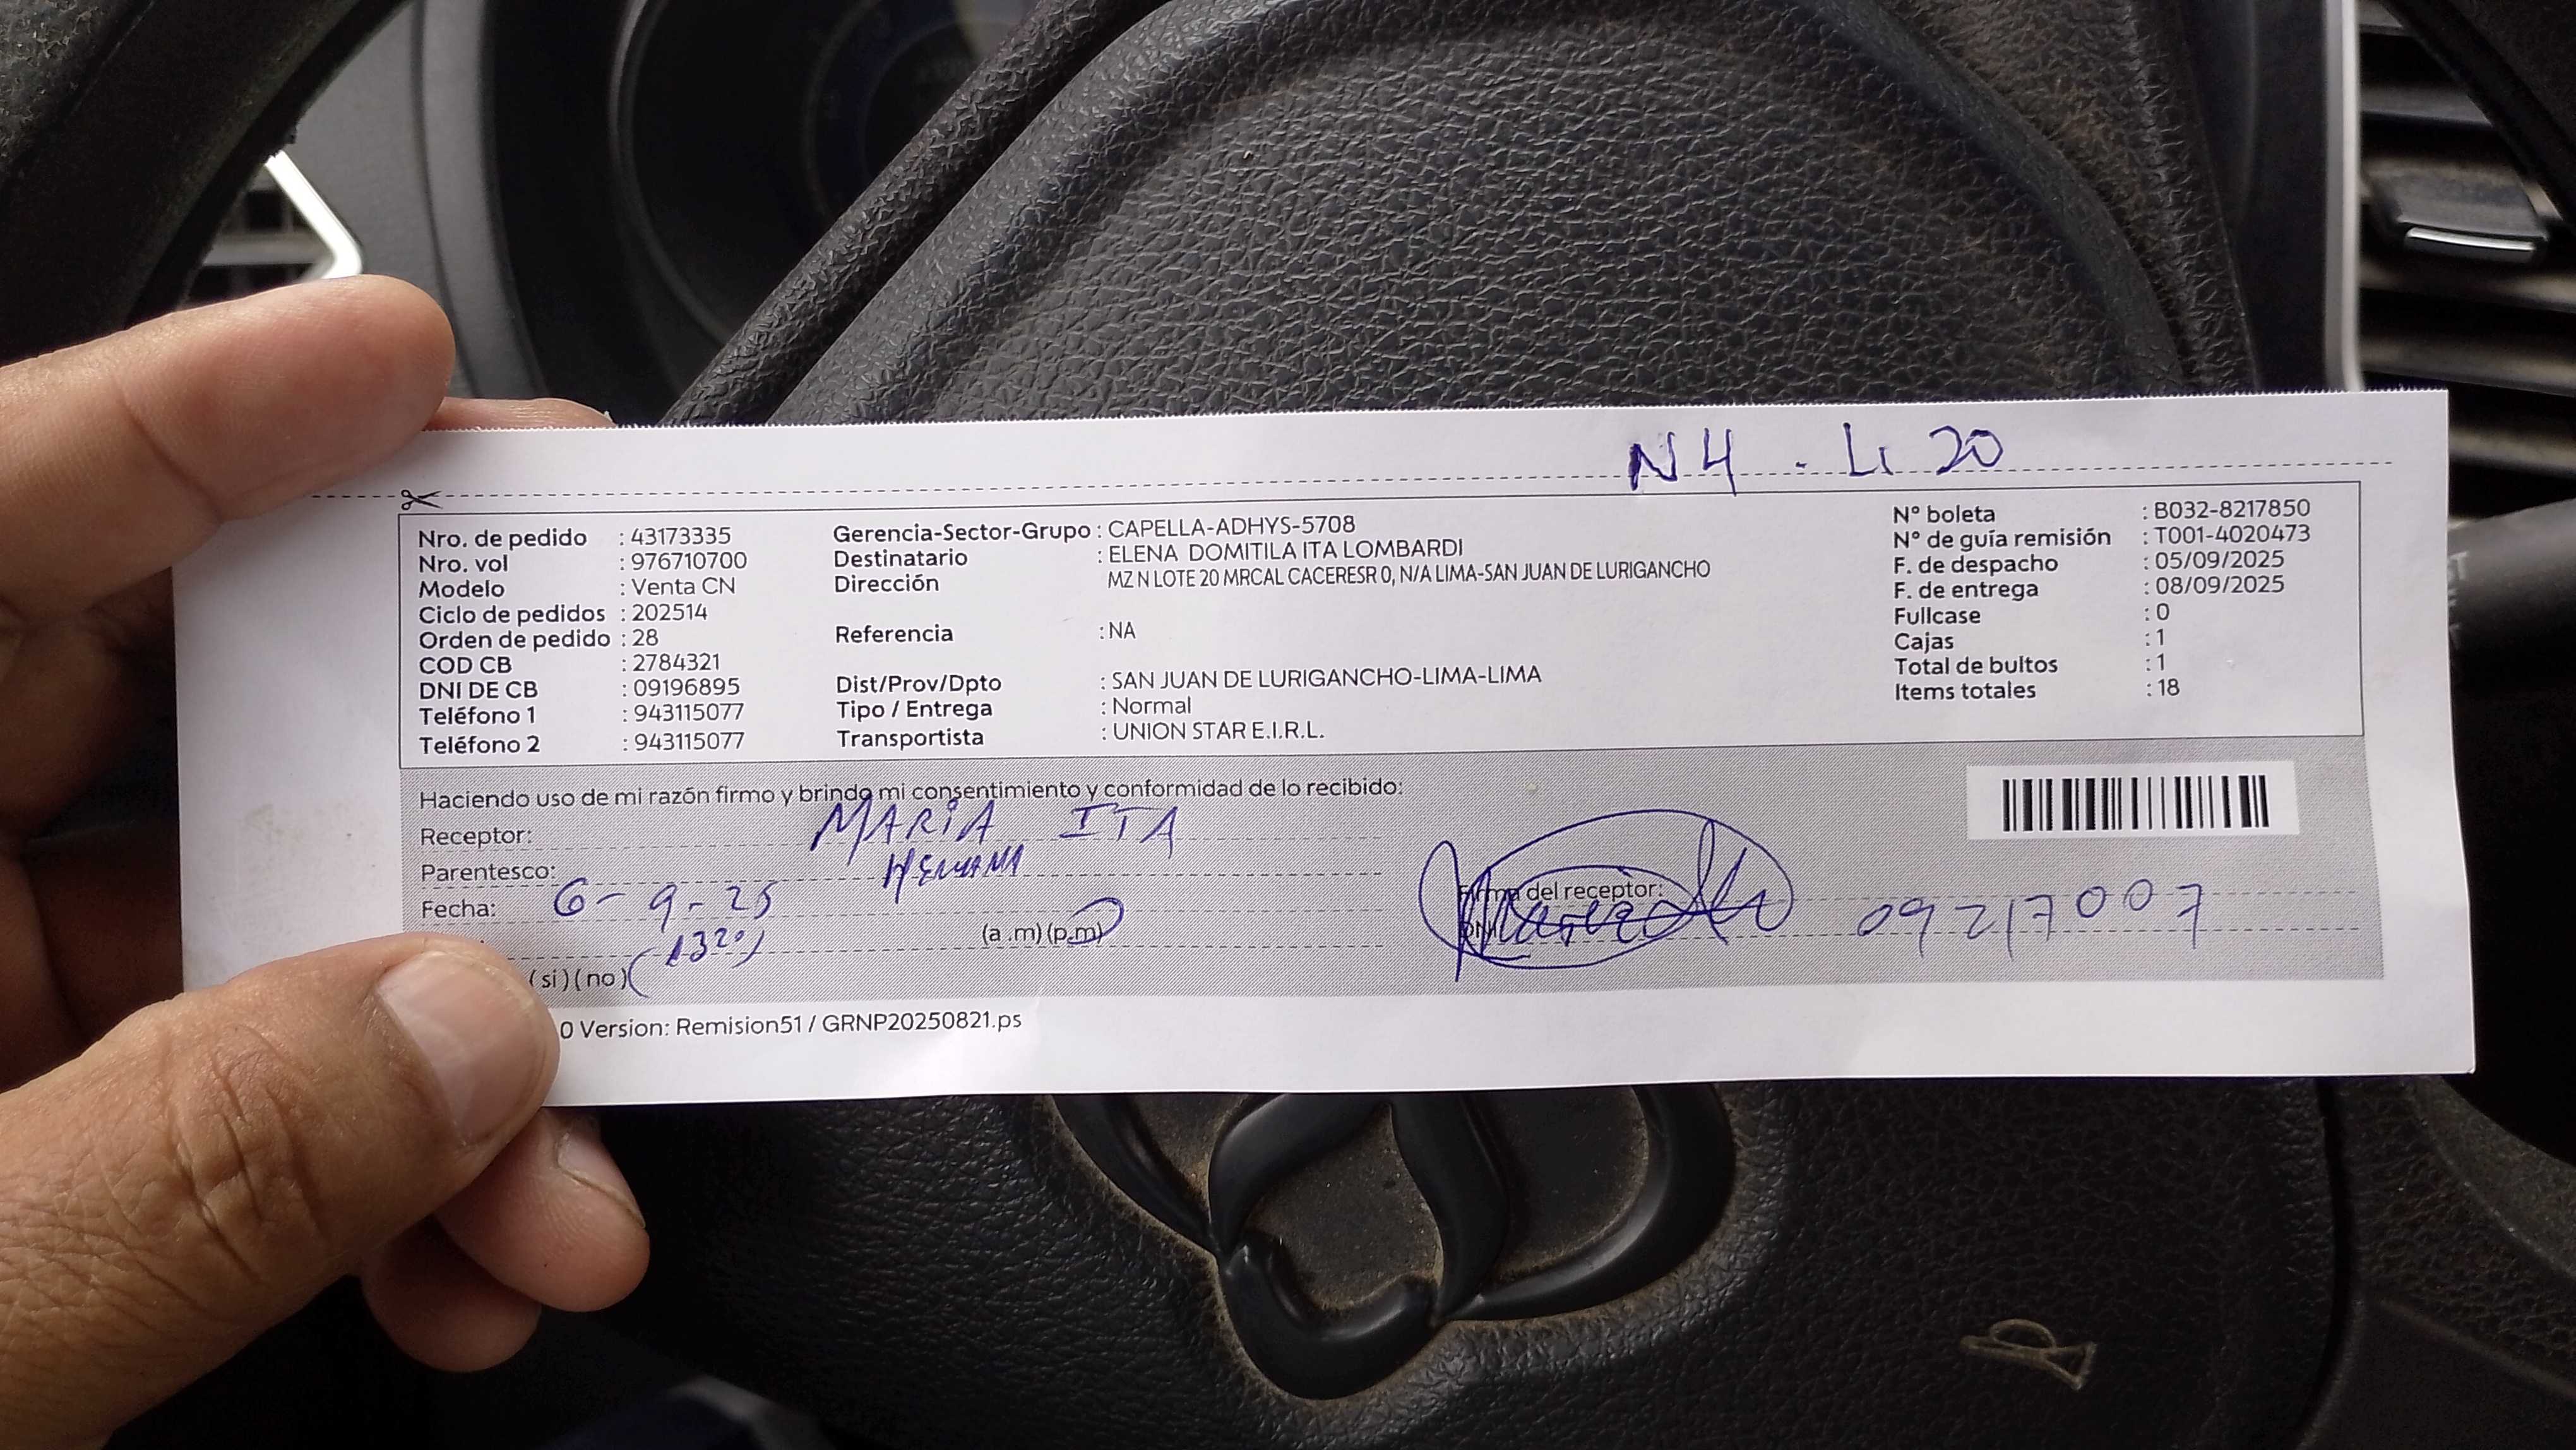 N 4 . Lt 20
Nro. de pedido : 43173335
Nro. vol : 976710700
Modelo : Venta CN
Ciclo de pedidos : 202514
Orden de pedido : 28
COD CB : 2784321
DNI DE CB : 09196895
Teléfono 1 : 943115077
Teléfono 2 : 943115077
Gerencia-Sector-Grupo : CAPELLA-ADHYS-5708
Destinatario : ELENA DOMITILA ITA LOMBARDI
Dirección MZ N LOTE 20 MRCAL CACERESR 0, N/A LIMA-SAN JUAN DE LURIGANCHO
Referencia : NA
Dist/Prov/Dpto : SAN JUAN DE LURIGANCHO-LIMA-LIMA
Tipo / Entrega : Normal
Transportista : UNION STAR E.I.R.L.
N° boleta : B032-8217850
N° de guía remisión : T001-4020473
F. de despacho : 05/09/2025
F. de entrega : 08/09/2025
Fullcase : 0
Cajas : 1
Total de bultos : 1
Items totales : 18
Haciendo uso de mi razón firmo y brindo mi consentimiento y conformidad de lo recibido:
Receptor: MARIA ITA
Parentesco: HERMANA
Fecha: 6-9-25
(a .m) (p.m)
(si) (no)
Firma del receptor:
DNI 09217007
0 Version: Remision51 / GRNP20250821.ps